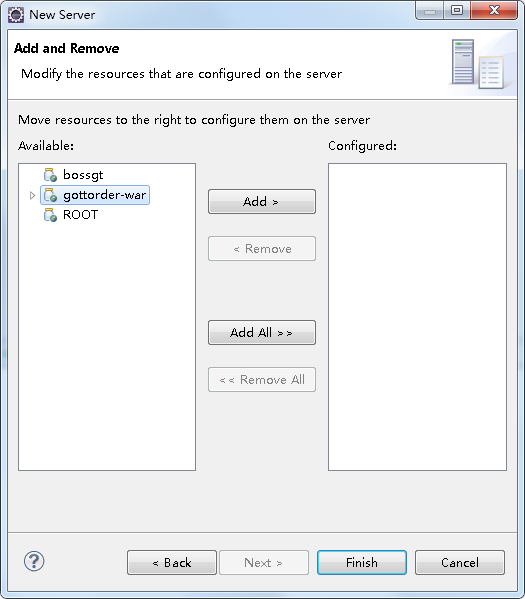 New Server
Add and Remove
Modify the resources that are configured on the server
Move resources to the right to configure them on the server
Available:
Configured:
bossgt
gottorder-war
ROOT
Add >
< Remove
Add All >>
<< Remove All
?
< Back
Next >
Finish
Cancel